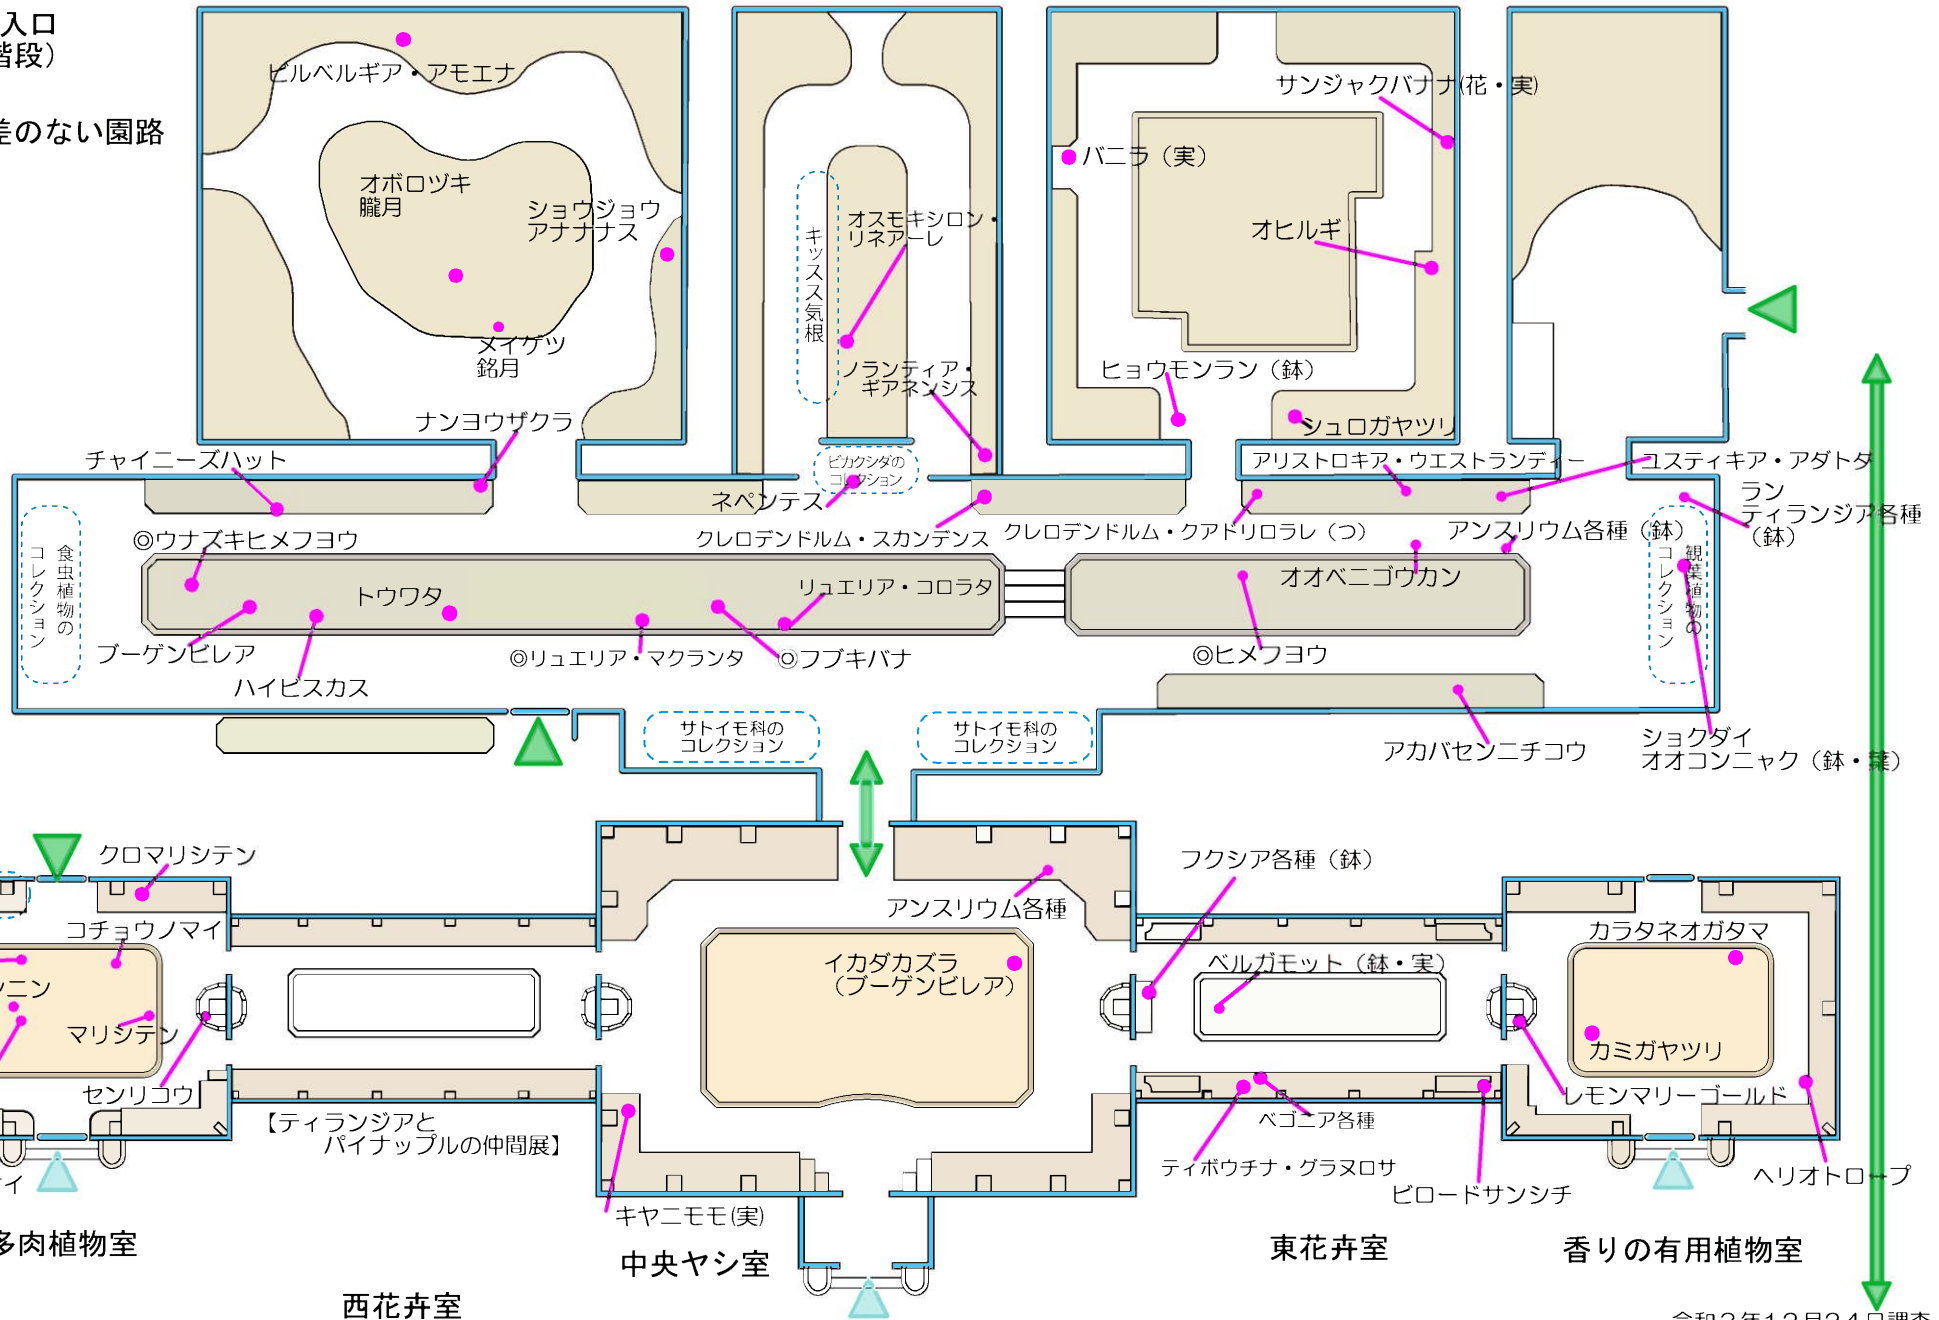 入口
階段）
差のない園路
ビルベルギア・アモエナ
オボロヅキ
朧月
ショウジョウ
アナナナス
メイゲツ
銘月
キッスス気根
オスモキシロン・
リネアーレ
ノランティア・
ギアネンシス
サンジャクバナナ(花・実)
バニラ（実）
オヒルギ
ヒョウモンラン（鉢）
シュロガヤツリ
ナンヨウザクラ
チャイニーズハット
ビカクシダの
コレクション
ネペンテス
クレロデンドルム・スカンデンス
クレロデンドルム・クアドリロラレ（つ）
アリストロキア・ウエストランディー
ユスティキア・アダトダ
アンスリウム各種（鉢）
ラン
ティランジア各種
（鉢）
食虫植物の
コレクション
◎ウナズキヒメフヨウ
トウワタ
リュエリア・コロラタ
オオベニゴウカン
観葉植物の
コレクション
ブーゲンビレア
ハイビスカス
◎リュエリア・マクランタ
◎フブキバナ
◎ヒメフヨウ
サトイモ科の
コレクション
サトイモ科の
コレクション
アカバセンニチコウ
ショクダイ
オオコンニャク（鉢・葉）
クロマリシテン
コチョウノマイ
ンニン
マリシテン
センリコウ
イ
アンスリウム各種
イカダカズラ
（ブーゲンビレア）
フクシア各種（鉢）
ベルガモット（鉢・実）
カラタネオガタマ
カミガヤツリ
レモンマリーゴールド
【ティランジアと
パイナップルの仲間展】
ベゴニア各種
ティボウチナ・グラヌロサ
ビロードサンシチ
ヘリオトロープ
キヤニモモ(実)
多肉植物室
西花卉室
中央ヤシ室
東花卉室
香りの有用植物室